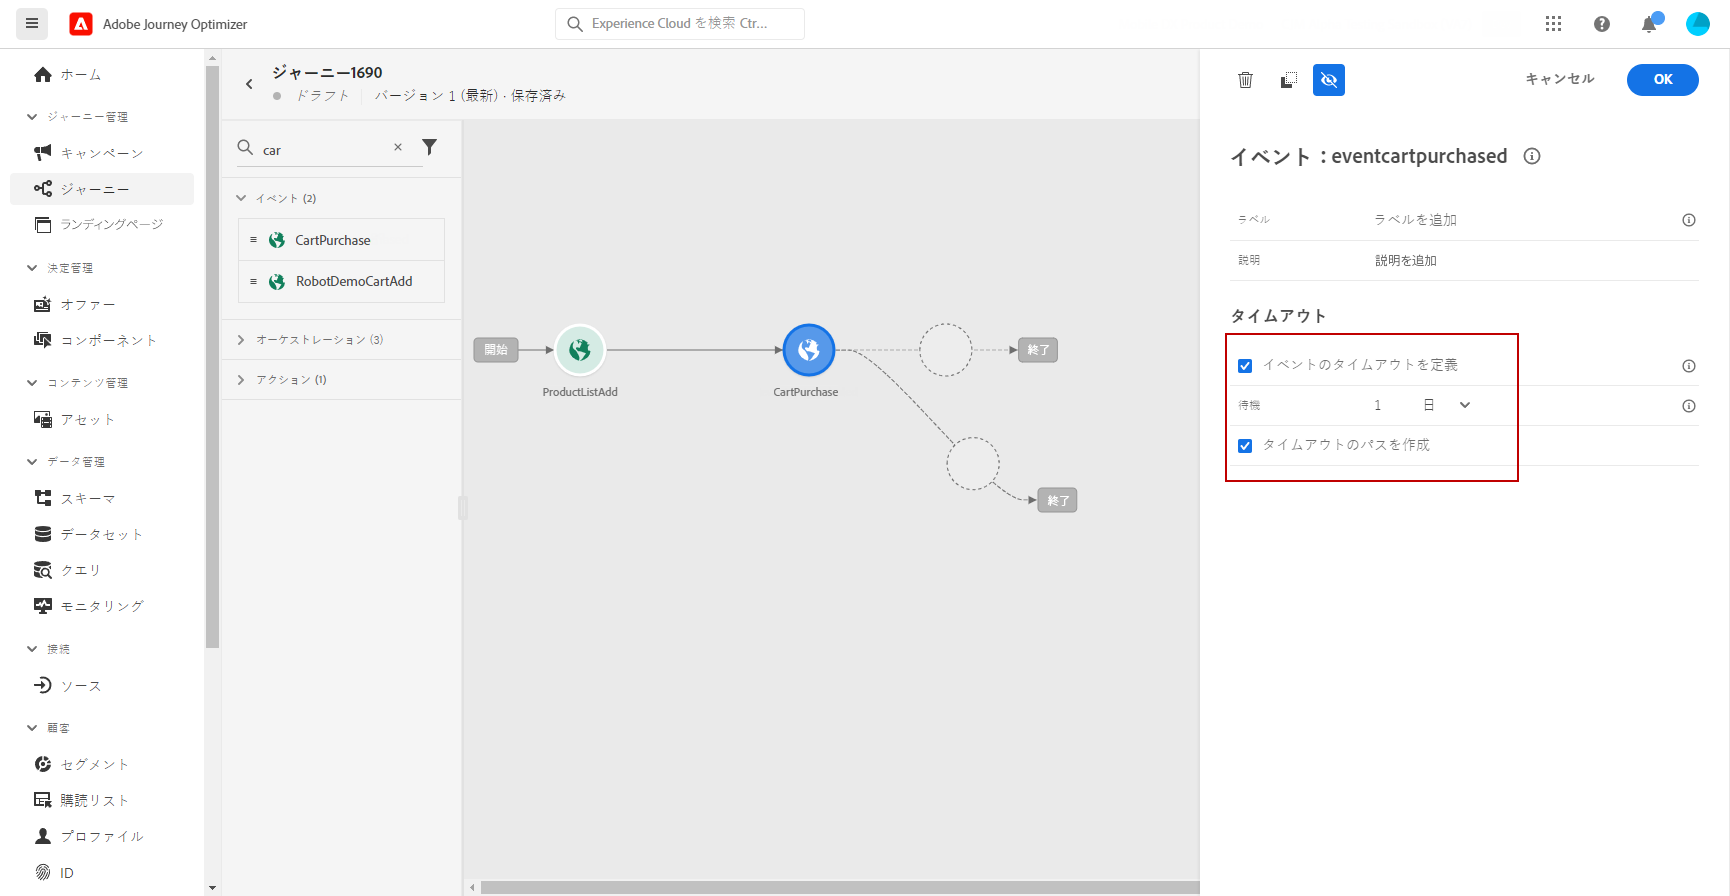 Adobe Journey Optimizer
Experience Cloud を検索 Ctr...
ホーム
ジャーニー管理
キャンペーン
ジャーニー
ランディングページ
決定管理
オファー
コンポーネント
コンテンツ管理
アセット
データ管理
スキーマ
データセット
クエリ
モニタリング
接続
ソース
顧客
セグメント
購読リスト
プロファイル
ID
ジャーニー1690
ドラフト
バージョン 1 (最新) · 保存済み
car
イベント (2)
CartPurchase
RobotDemoCartAdd
オーケストレーション (3)
アクション (1)
開始
ProductListAdd
CartPurchase
終了
終了
キャンセル
OK
イベント：eventcartpurchased
ラベル
ラベルを追加
説明
説明を追加
タイムアウト
イベントのタイムアウトを定義
待機
1
日
タイムアウトのパスを作成